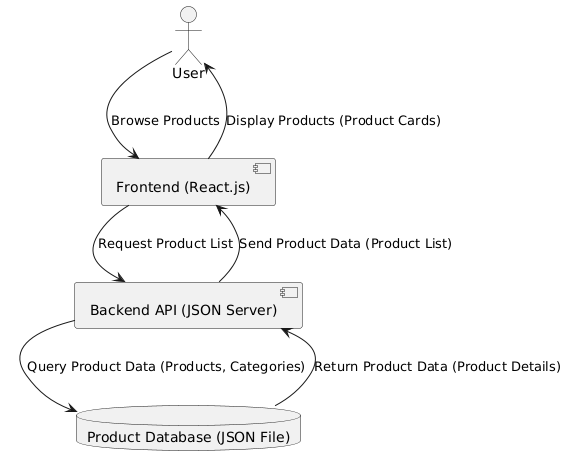 User
Browse Products
Display Products (Product Cards)
Frontend (React.js)
Request Product List
Send Product Data (Product List)
Backend API (JSON Server)
Query Product Data (Products, Categories)
Return Product Data (Product Details)
Product Database (JSON File)